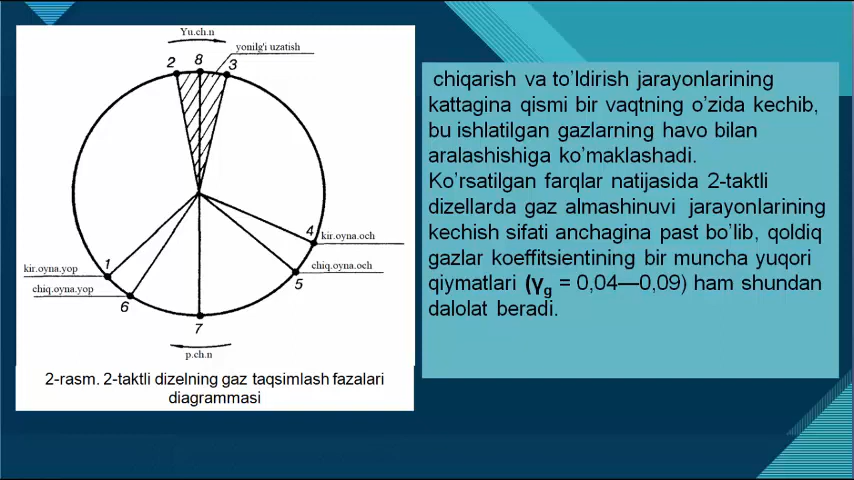 Yu.ch.n
yonilg'i uzatish
2 8 3
4
kir.oyna.och
1
kir.oyna.yop
chiq.oyna.och
5
chiq.oyna.yop
6
7
p.ch.n
2-rasm. 2-taktli dizelning gaz taqsimlash fazalari
diagrammasi
chiqarish va to’ldirish jarayonlarining
kattagina qismi bir vaqtning o’zida kechib,
bu ishlatilgan gazlarning havo bilan
aralashishiga ko’maklashadi.
Ko’rsatilgan farqlar natijasida 2-taktli
dizellarda gaz almashinuvi jarayonlarining
kechish sifati anchagina past bo’lib, qoldiq
gazlar koeffitsientining bir muncha yuqori
qiymatlari (γg = 0,04—0,09) ham shundan
dalolat beradi.